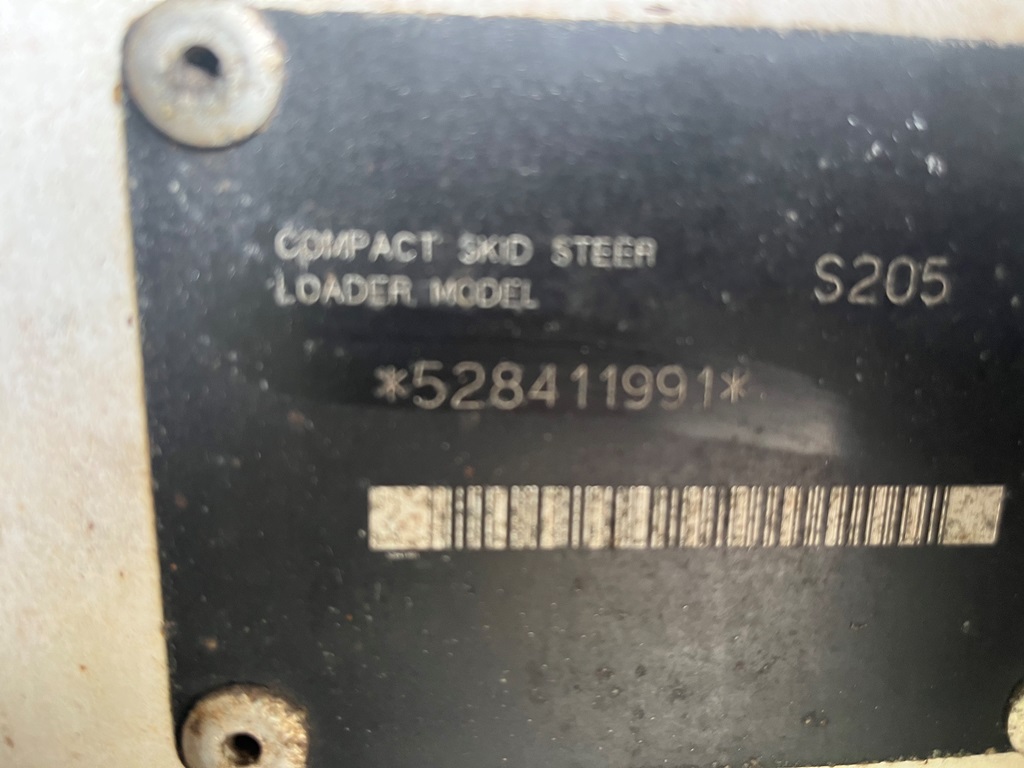 COMPACT SKID STEER
LOADER MODEL
S205
*528411991*